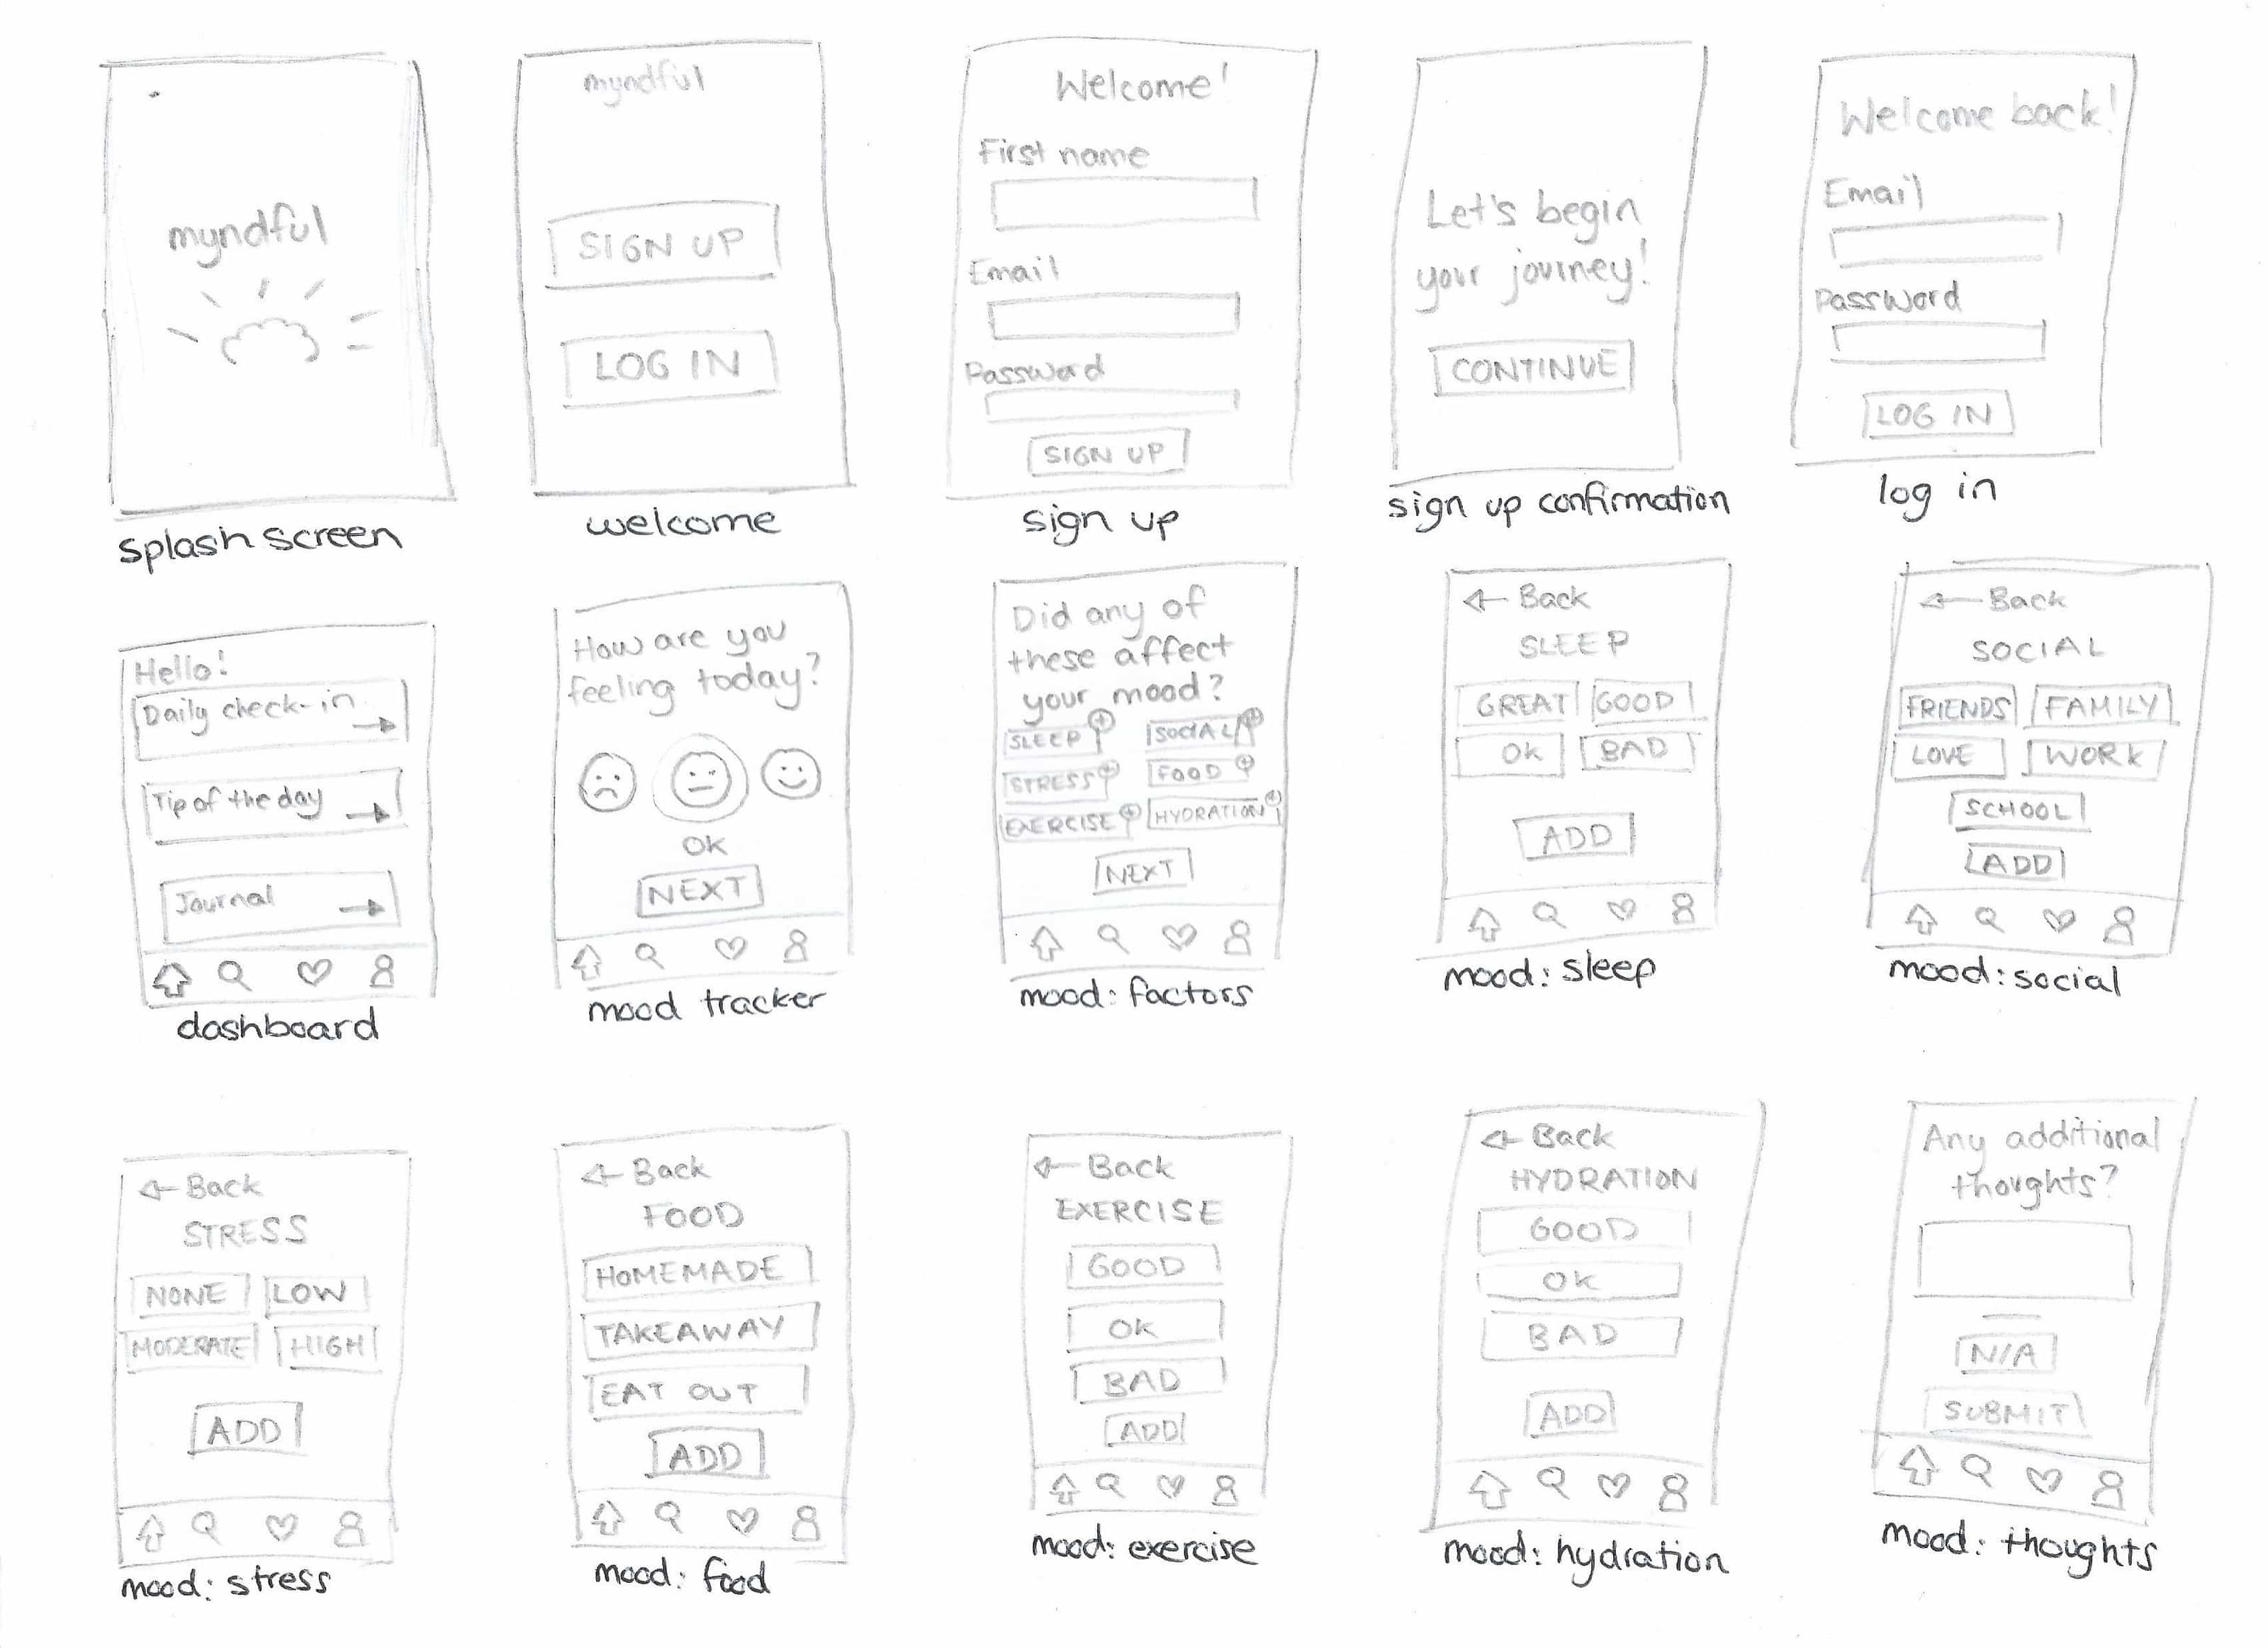 myndful
splash screen
myndful
SIGN UP
LOG IN
welcome
Welcome!
First name
Email
Password
SIGN UP
sign up
Let's begin
your journey!
CONTINUE
sign up confirmation
Welcome back!
Email
Password
LOG IN
log in
Hello!
Daily check-in
Tip of the day
Journal
dashboard
How are you
feeling today?
OK
NEXT
mood tracker
Did any of
these affect
your mood?
SLEEP SOCIAL
STRESS FOOD
EXERCISE HYDRATION
NEXT
mood: factors
Back
SLEEP
GREAT GOOD
OK BAD
ADD
mood: sleep
Back
SOCIAL
FRIENDS FAMILY
LOVE WORK
SCHOOL
ADD
mood: social
Back
STRESS
NONE LOW
MODERATE HIGH
ADD
mood: stress
Back
FOOD
HOMEMADE
TAKEAWAY
EAT OUT
ADD
mood: food
Back
EXERCISE
GOOD
OK
BAD
ADD
mood: exercise
Back
HYDRATION
GOOD
OK
BAD
ADD
mood: hydration
Any additional
thoughts?
N/A
SUBMIT
mood: thoughts